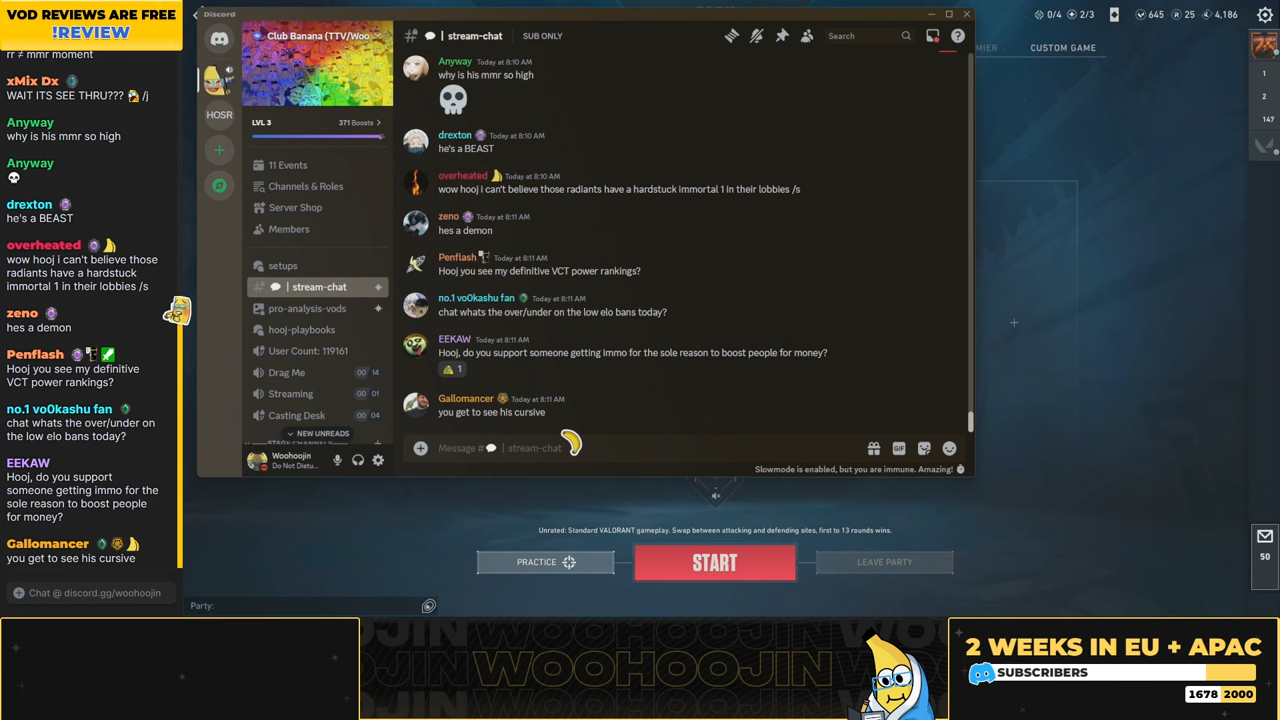 VOD REVIEWS ARE FREE
!REVIEW
rr ≠ mmr moment
xMix Dx
WAIT ITS SEE THRU??? /j
Anyway
why is his mmr so high
Anyway
drexton
he's a BEAST
overheated
wow hooj i can't believe those
radiants have a hardstuck
immortal 1 in their lobbies /s
zeno
hes a demon
Penflash
Hooj you see my definitive
VCT power rankings?
no.1 vo0kashu fan
chat whats the over/under on
the low elo bans today?
EEKAW
Hooj, do you support
someone getting immo for the
sole reason to boost people
for money?
Gallomancer
you get to see his cursive
Chat @ discord.gg/woohoojin
Discord
HOSR
Club Banana (TTV/Woo
LVL 3
371 Boosts >
11 Events
Channels & Roles
Server Shop
Members
setups
stream-chat
pro-analysis-vods
hooj-playbooks
User Count: 119161
Drag Me 00 14
Streaming 00 01
Casting Desk 00 04
NEW UNREADS
Woohoojin
Do Not Distu...
| stream-chat
SUB ONLY
Search
Anyway Today at 8:10 AM
why is his mmr so high
drexton Today at 8:10 AM
he's a BEAST
overheated Today at 8:10 AM
wow hooj i can't believe those radiants have a hardstuck immortal 1 in their lobbies /s
zeno Today at 8:11 AM
hes a demon
Penflash Today at 8:11 AM
Hooj you see my definitive VCT power rankings?
no.1 vo0kashu fan Today at 8:11 AM
chat whats the over/under on the low elo bans today?
EEKAW Today at 8:11 AM
Hooj, do you support someone getting immo for the sole reason to boost people for money?
1
Gallomancer Today at 8:11 AM
you get to see his cursive
Message # | stream-chat
GIF
Slowmode is enabled, but you are immune. Amazing!
0/4 2/3 645 25 4,186
MIER
CUSTOM GAME
1
2
147
50
Unrated: Standard VALORANT gameplay. Swap between attacking and defending sites, first to 13 rounds wins.
PRACTICE
START
LEAVE PARTY
Party:
WOOHOOJIN
WOOHOOJIN
2 WEEKS IN EU + APAC
SUBSCRIBERS
1678 2000